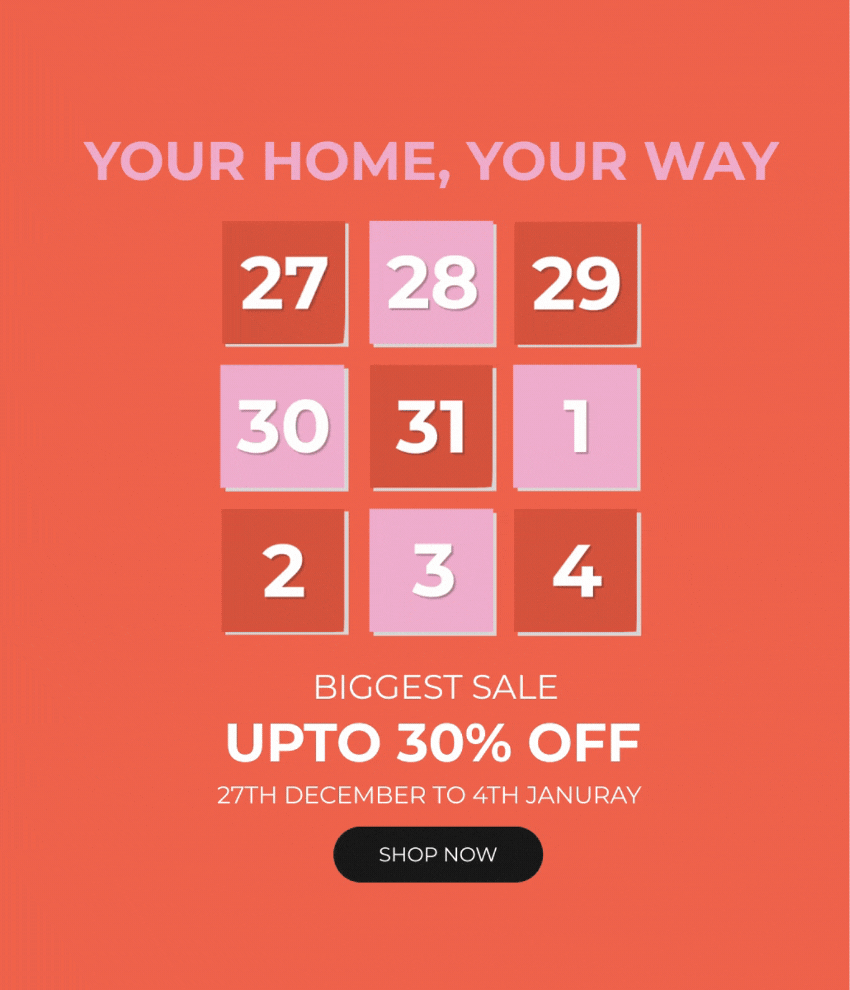 YOUR HOME, YOUR WAY
27 28 29
30 31 1
2 3 4
BIGGEST SALE
UPTO 30% OFF
27TH DECEMBER TO 4TH JANURAY
SHOP NOW